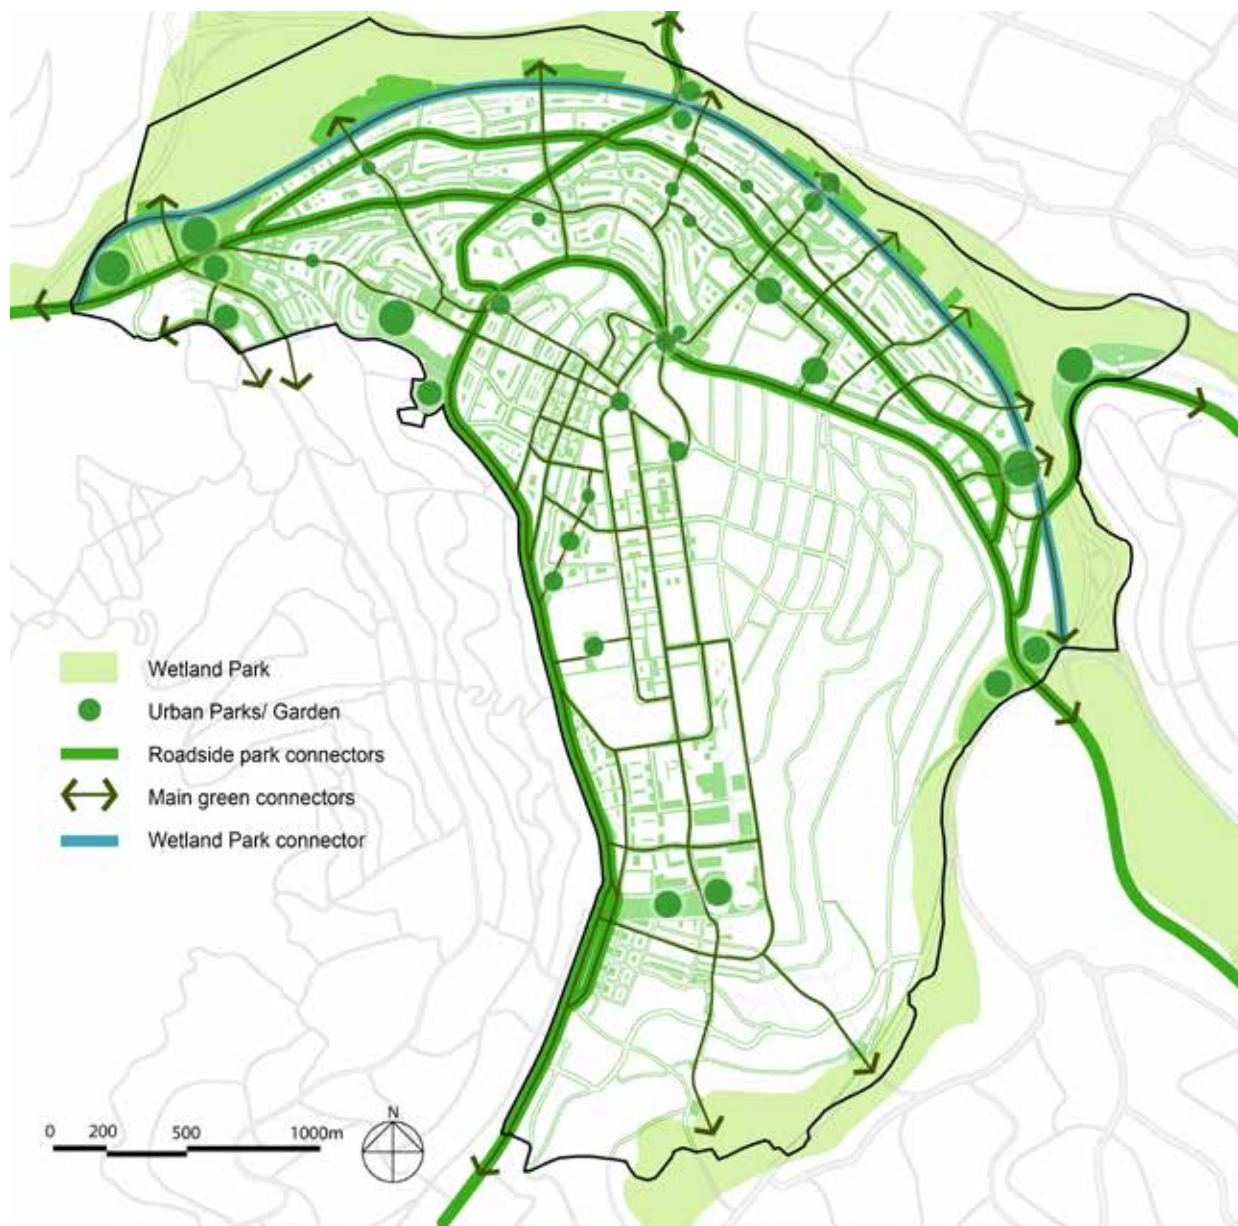 Wetland Park
Urban Parks/ Garden
Roadside park connectors
Main green connectors
Wetland Park connector
0 200 500 1000m
N